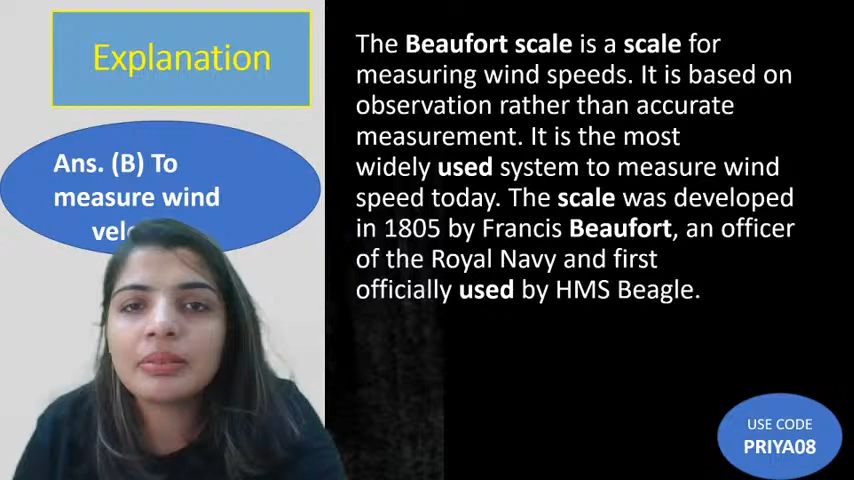 Explanation
Ans. (B) To
measure wind
The Beaufort scale is a scale for
measuring wind speeds. It is based on
observation rather than accurate
measurement. It is the most
widely used system to measure wind
speed today. The scale was developed
in 1805 by Francis Beaufort, an officer
of the Royal Navy and first
officially used by HMS Beagle.
USE CODE
PRIYA08